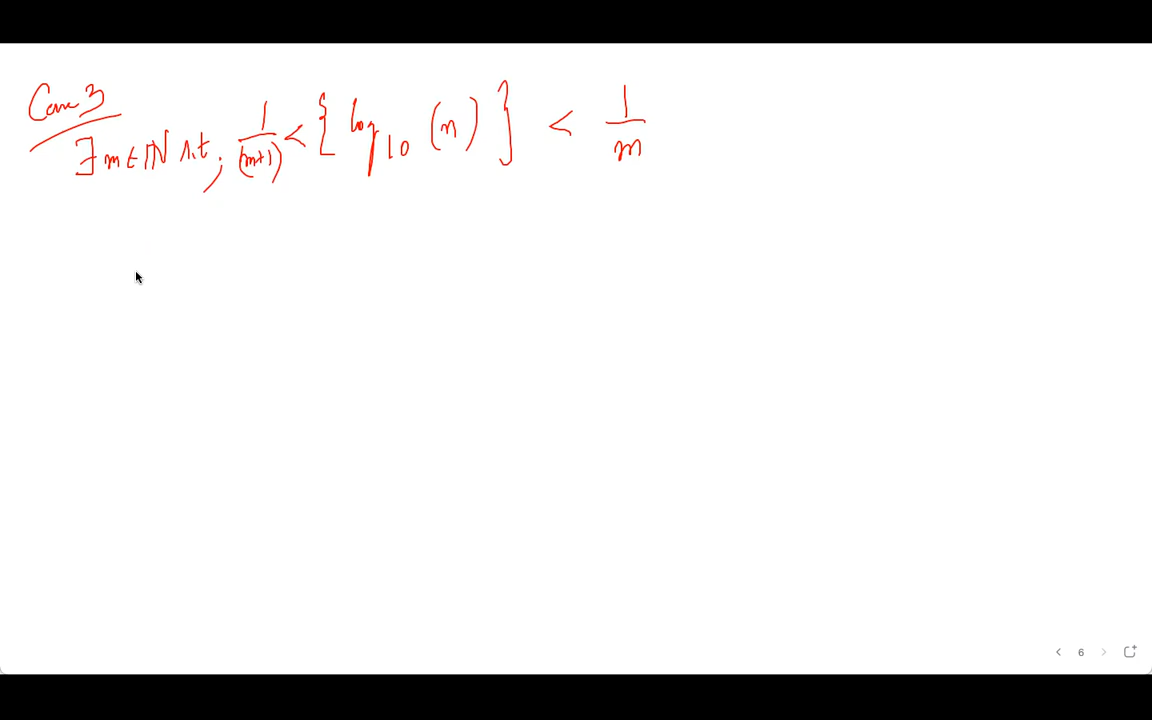 Case 3
∃ m ∈ ℕ s.t, 1/(m+1) < { log₁₀ (n) } < 1/m
6